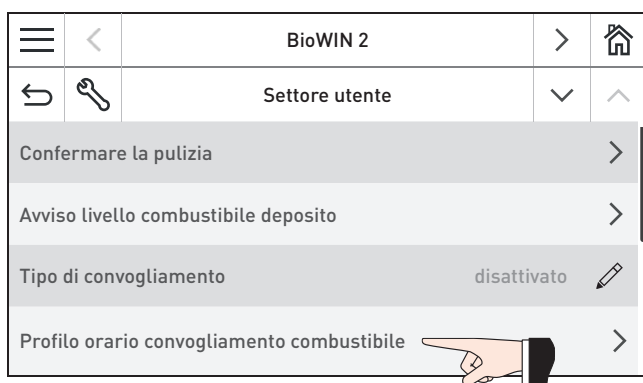 BioWIN 2
Settore utente
Confermare la pulizia
Avviso livello combustibile deposito
Tipo di convogliamento disattivato
Profilo orario convogliamento combustibile